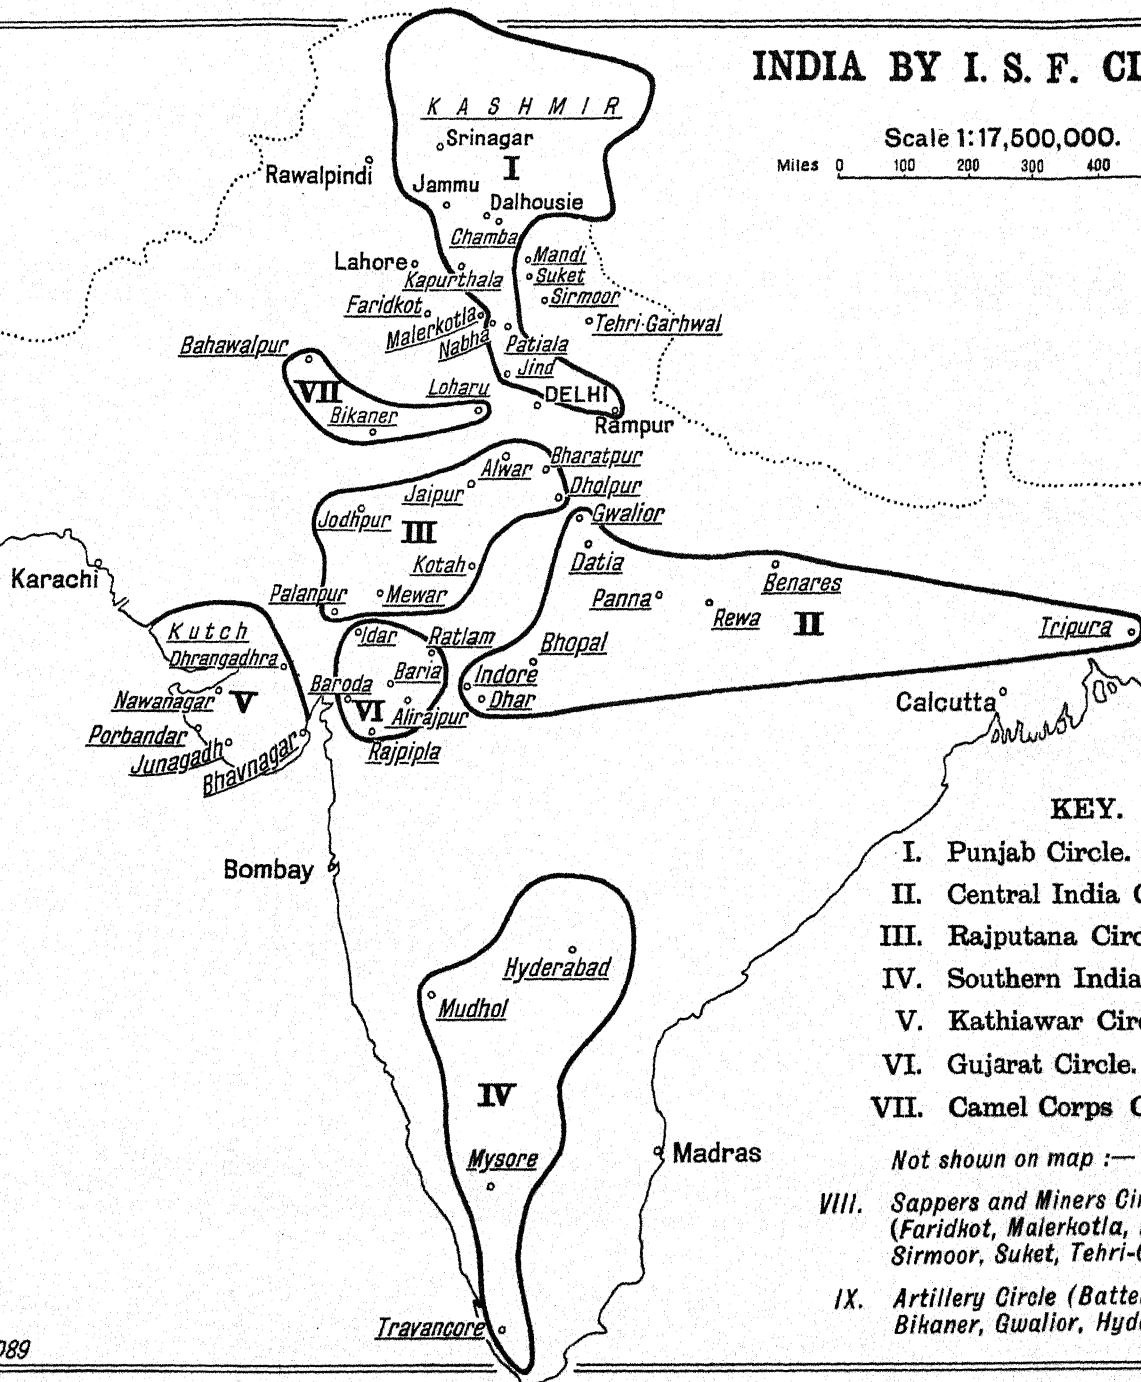 INDIA BY I. S. F. CI
Scale 1:17,500,000.
Miles 0 100 200 300 400
KASHMIR
Srinagar
I
Rawalpindi
Jammu
Dalhousie
Chamba
Lahore
Kapurthala
Mandi
Suket
Sirmoor
Faridkot
Malerkotla
Nabha
Patiala
Tehri-Garhwal
Bahawalpur
Jind
VII
Loharu
DELHI
Bikaner
Rampur
Alwar
Bharatpur
Jaipur
Dholpur
Jodhpur
III
Gwalior
Datia
Karachi
Kotah
Benares
Palanpur
Mewar
Panna
Rewa
II
Tripura
Kutch
Idar
Ratlam
Bhopal
Dhrangadhra
Baroda
Baria
Indore
Nawanagar
V
VI
Alirajpur
Dhar
Calcutta
Porbandar
Junagadh
Bhavnagar
Rajpipla
Bombay
Hyderabad
Mudhol
IV
Mysore
Madras
Travancore
KEY.
I. Punjab Circle.
II. Central India C
III. Rajputana Circ
IV. Southern India
V. Kathiawar Circ
VI. Gujarat Circle.
VII. Camel Corps C
Not shown on map :—
VIII. Sappers and Miners Cir
(Faridkot, Malerkotla,
Sirmoor, Suket, Tehri-G
IX. Artillery Circle (Batte
Bikaner, Gwalior, Hyde
089